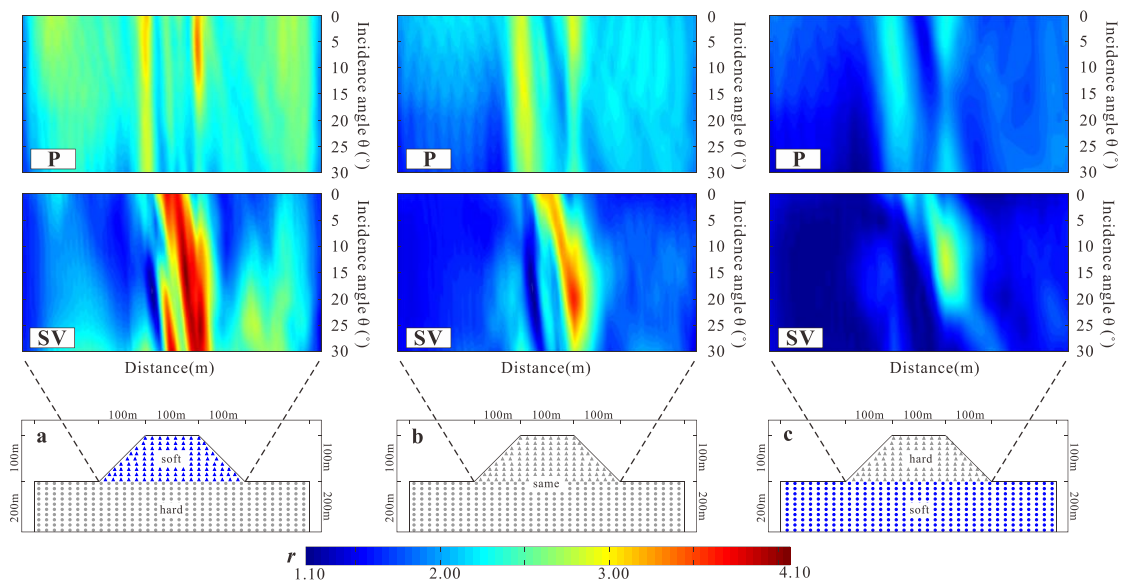 0
5
10
15
20
25
30
Incidence angle θ (°)
P
0
5
10
15
20
25
30
Incidence angle θ (°)
P
0
5
10
15
20
25
30
Incidence angle θ (°)
P
0
5
10
15
20
25
30
Incidence angle θ (°)
SV
0
5
10
15
20
25
30
Incidence angle θ (°)
SV
0
5
10
15
20
25
30
Incidence angle θ (°)
SV
Distance(m)
Distance(m)
Distance(m)
100m 100m 100m
a
100m
200m
soft
hard
100m
200m
100m 100m 100m
b
100m
200m
same
100m
200m
100m 100m 100m
c
100m
200m
hard
soft
100m
200m
r
1.10 2.00 3.00 4.10